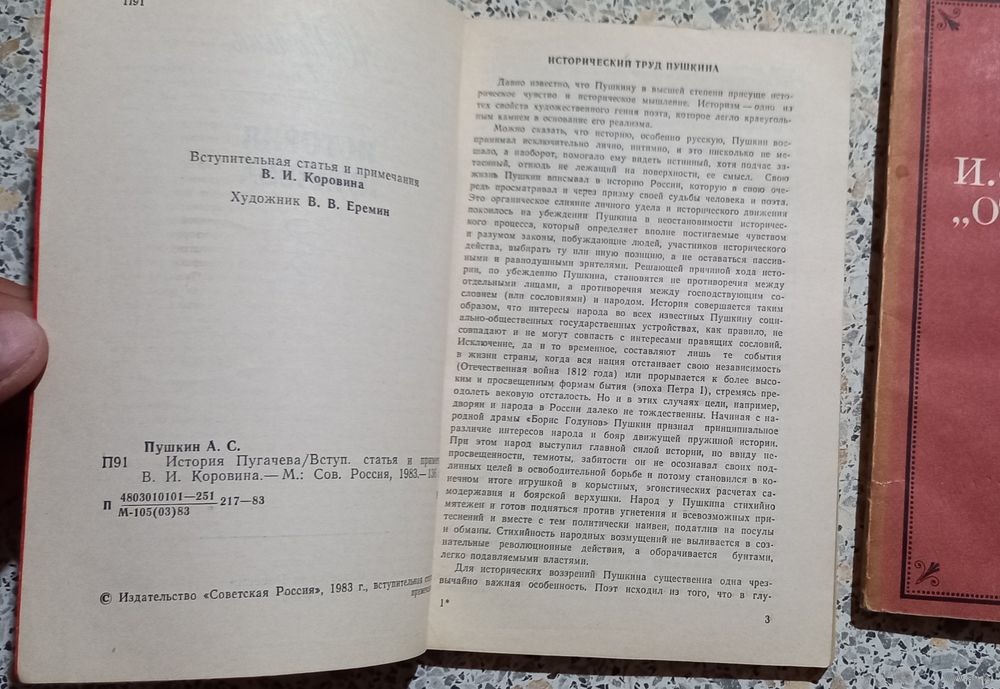 П91
Вступительная статья и примечания
В. И. Коровина
Художник В. В. Еремин
Пушкин А. С.
П91 История Пугачева/Вступ. статья и приме
В. И. Коровина.— М.: Сов. Россия, 1983.—136
П 4803010101—251 217—83
М-105(03)83
© Издательство «Советская Россия», 1983 г., вступительная
ИСТОРИЧЕСКИЙ ТРУД ПУШКИНА
Давно известно, что Пушкину в высшей степени присуще исто-
рическое чувство и историческое мышление. Историзм — одно из
тех свойств художественного гения поэта, которое легло краеуголь-
ным камнем в основание его реализма.
Можно сказать, что историю, особенно русскую, Пушкин вос-
принимал исключительно лично, интимно, и это нисколько не ме-
шало, а наоборот, помогало ему видеть истинный, хотя подчас за-
таенный, отнюдь не лежащий на поверхности, ее смысл. Свою
жизнь Пушкин вписывал в историю России, которую в свою оче-
редь просматривал и через призму своей судьбы человека и поэта.
Это органическое слияние личного удела и исторического движения
покоилось на убеждении Пушкина в неостановимости историчес-
кого процесса, который определяет вполне постигаемые чувством
и разумом законы, побуждающие людей, участников исторического
действа, выбирать ту или иную позицию, а не оставаться пассив-
ными и равнодушными зрителями. Решающей причиной хода исто-
рии, по убеждению Пушкина, становятся не противоречия между
отдельными лицами, а противоречия между господствующим со-
словием (или сословиями) и народом. История совершается таким
образом, что интересы народа во всех известных Пушкину соци-
ально-общественных государственных устройствах, как правило, не
совпадают и не могут совпасть с интересами правящих сословий.
Исключение, да и то временное, составляют лишь те события
в жизни страны, когда вся нация отстаивает свою независимость
(Отечественная война 1812 года) или прорывается к более высо-
ким и просвещенным формам бытия (эпоха Петра I), стремясь пре-
одолеть вековую отсталость. Но и в этих случаях цели, например,
дворян и народа в России далеко не тождественны. Начиная с на-
родной драмы «Борис Годунов» Пушкин признал принципиальное
различие интересов народа и бояр движущей пружиной истории.
При этом народ выступил главной силой истории, но ввиду не-
просвещенности, темноты, забитости он не осознавал своих под-
линных целей в освободительной борьбе и потому становился в ко-
нечном итоге игрушкой в корыстных, эгоистических расчетах са-
модержавия и боярской верхушки. Народ у Пушкина стихийно
мятежен и готов подняться против угнетения и всевозможных при-
теснений и вместе с тем политически наивен, податлив на посулы
и обманы. Стихийность народных возмущений не выливается в соз-
нательные революционные действия, а оборачивается бунтами,
легко подавляемыми властями.
Для исторических воззрений Пушкина существенна одна чрез-
вычайно важная особенность. Поэт исходил из того, что в глу-
1*
3
И.
„О